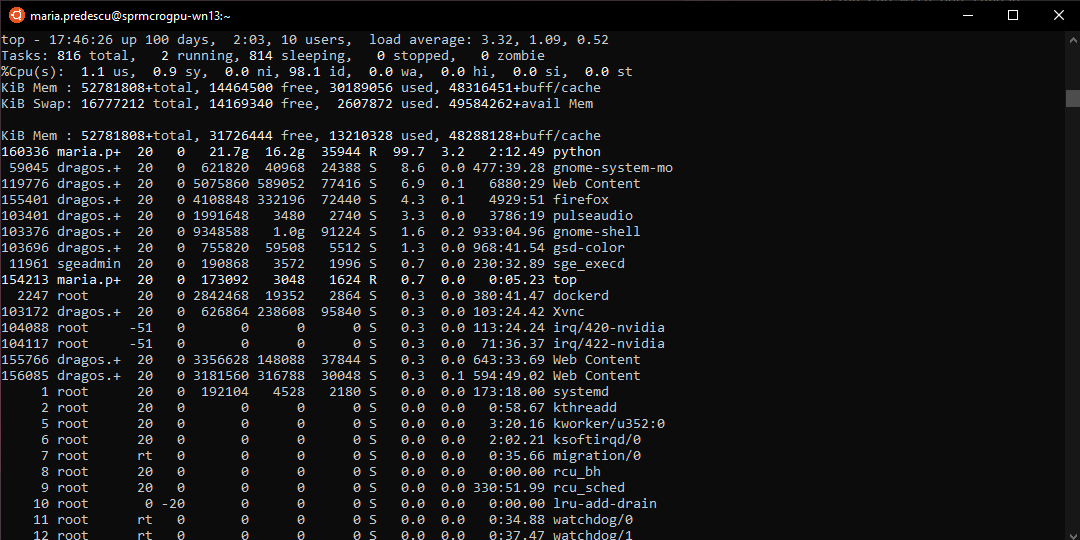 maria.predescu@sprmcrogpu-wn13:~
top - 17:46:26 up 100 days,  2:03, 10 users,  load average: 3.32, 1.09, 0.52
Tasks: 816 total,   2 running, 814 sleeping,   0 stopped,   0 zombie
%Cpu(s):  1.1 us,  0.9 sy,  0.0 ni, 98.1 id,  0.0 wa,  0.0 hi,  0.0 si,  0.0 st
KiB Mem : 52781808+total, 14464500 free, 30189056 used, 48316451+buff/cache
KiB Swap: 16777212 total, 14169340 free,  2607872 used. 49584262+avail Mem
KiB Mem : 52781808+total, 31726444 free, 13210328 used, 48288128+buff/cache
160336 maria.p+  20   0   21.7g  16.2g  35944 R  99.7  3.2   2:12.49 python
 59045 dragos.+  20   0  621820  40968  24388 S   8.6  0.0 477:39.28 gnome-system-mo
119776 dragos.+  20   0 5075860 589052  77416 S   6.9  0.1   6880:29 Web Content
155401 dragos.+  20   0 4108848 332196  72440 S   4.3  0.1   4929:51 firefox
103401 dragos.+  20   0 1991648   3480   2740 S   3.3  0.0   3786:19 pulseaudio
103376 dragos.+  20   0 9348588   1.0g  91224 S   1.6  0.2 933:04.96 gnome-shell
103696 dragos.+  20   0  755820  59508   5512 S   1.3  0.0 968:41.54 gsd-color
 11961 sgeadmin  20   0  190868   3572   1996 S   0.7  0.0 230:32.89 sge_execd
154213 maria.p+  20   0  173092   3048   1624 R   0.7  0.0   0:05.23 top
  2247 root      20   0 2842468  19352   2864 S   0.3  0.0 380:41.47 dockerd
103172 dragos.+  20   0  626864 238608  95840 S   0.3  0.0 103:24.42 Xvnc
104088 root     -51   0       0      0      0 S   0.3  0.0 113:24.24 irq/420-nvidia
104117 root     -51   0       0      0      0 S   0.3  0.0  71:36.37 irq/422-nvidia
155766 dragos.+  20   0 3356628 148088  37844 S   0.3  0.0 643:33.69 Web Content
156085 dragos.+  20   0 3181560 316788  30048 S   0.3  0.1 594:49.02 Web Content
     1 root      20   0  192104   4528   2180 S   0.0  0.0 173:18.00 systemd
     2 root      20   0       0      0      0 S   0.0  0.0   0:58.67 kthreadd
     5 root      20   0       0      0      0 S   0.0  0.0   3:20.16 kworker/u352:0
     6 root      20   0       0      0      0 S   0.0  0.0   2:02.21 ksoftirqd/0
     7 root      rt   0       0      0      0 S   0.0  0.0   0:35.66 migration/0
     8 root      20   0       0      0      0 S   0.0  0.0   0:00.00 rcu_bh
     9 root      20   0       0      0      0 S   0.0  0.0 330:51.99 rcu_sched
    10 root       0 -20       0      0      0 S   0.0  0.0   0:00.00 lru-add-drain
    11 root      rt   0       0      0      0 S   0.0  0.0   0:34.88 watchdog/0
    12 root      rt   0       0      0      0 S   0.0  0.0   0:37.47 watchdog/1